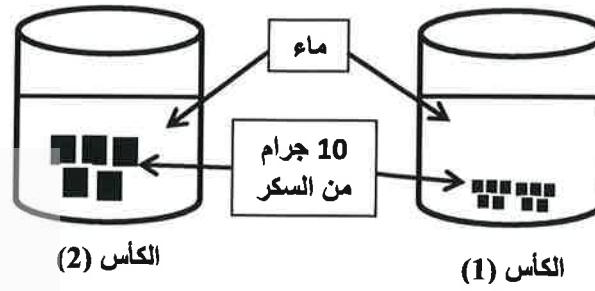 ماء
10 جرام
من السكر
الكأس (1)
الكأس (2)